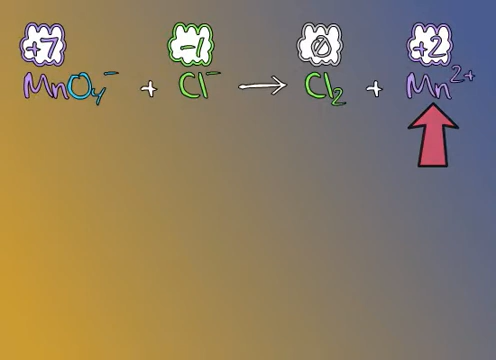 +7 -1 0 +2
MnO₄⁻ + Cl⁻ → Cl₂ + Mn²⁺